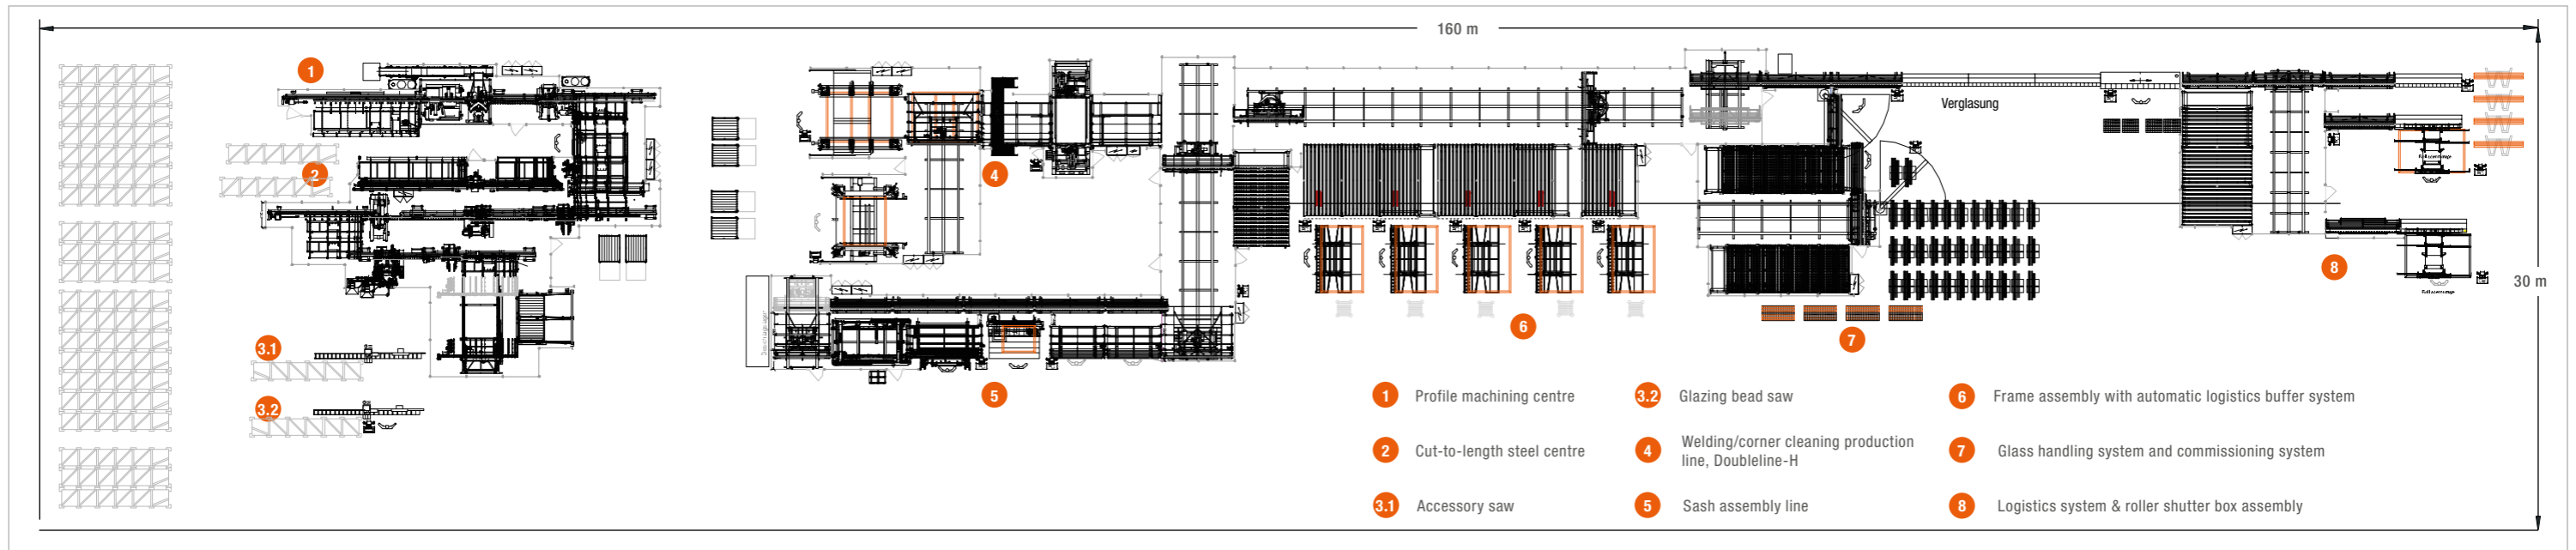 160 m
1
Verglasung
2
4
30 m
8
6
7
3.1
3.2
5
1 Profile machining centre
3.2 Glazing bead saw
6 Frame assembly with automatic logistics buffer system
2 Cut-to-length steel centre
4 Welding/corner cleaning production
line, Doubleline-H
7 Glass handling system and commissioning system
3.1 Accessory saw
5 Sash assembly line
8 Logistics system & roller shutter box assembly